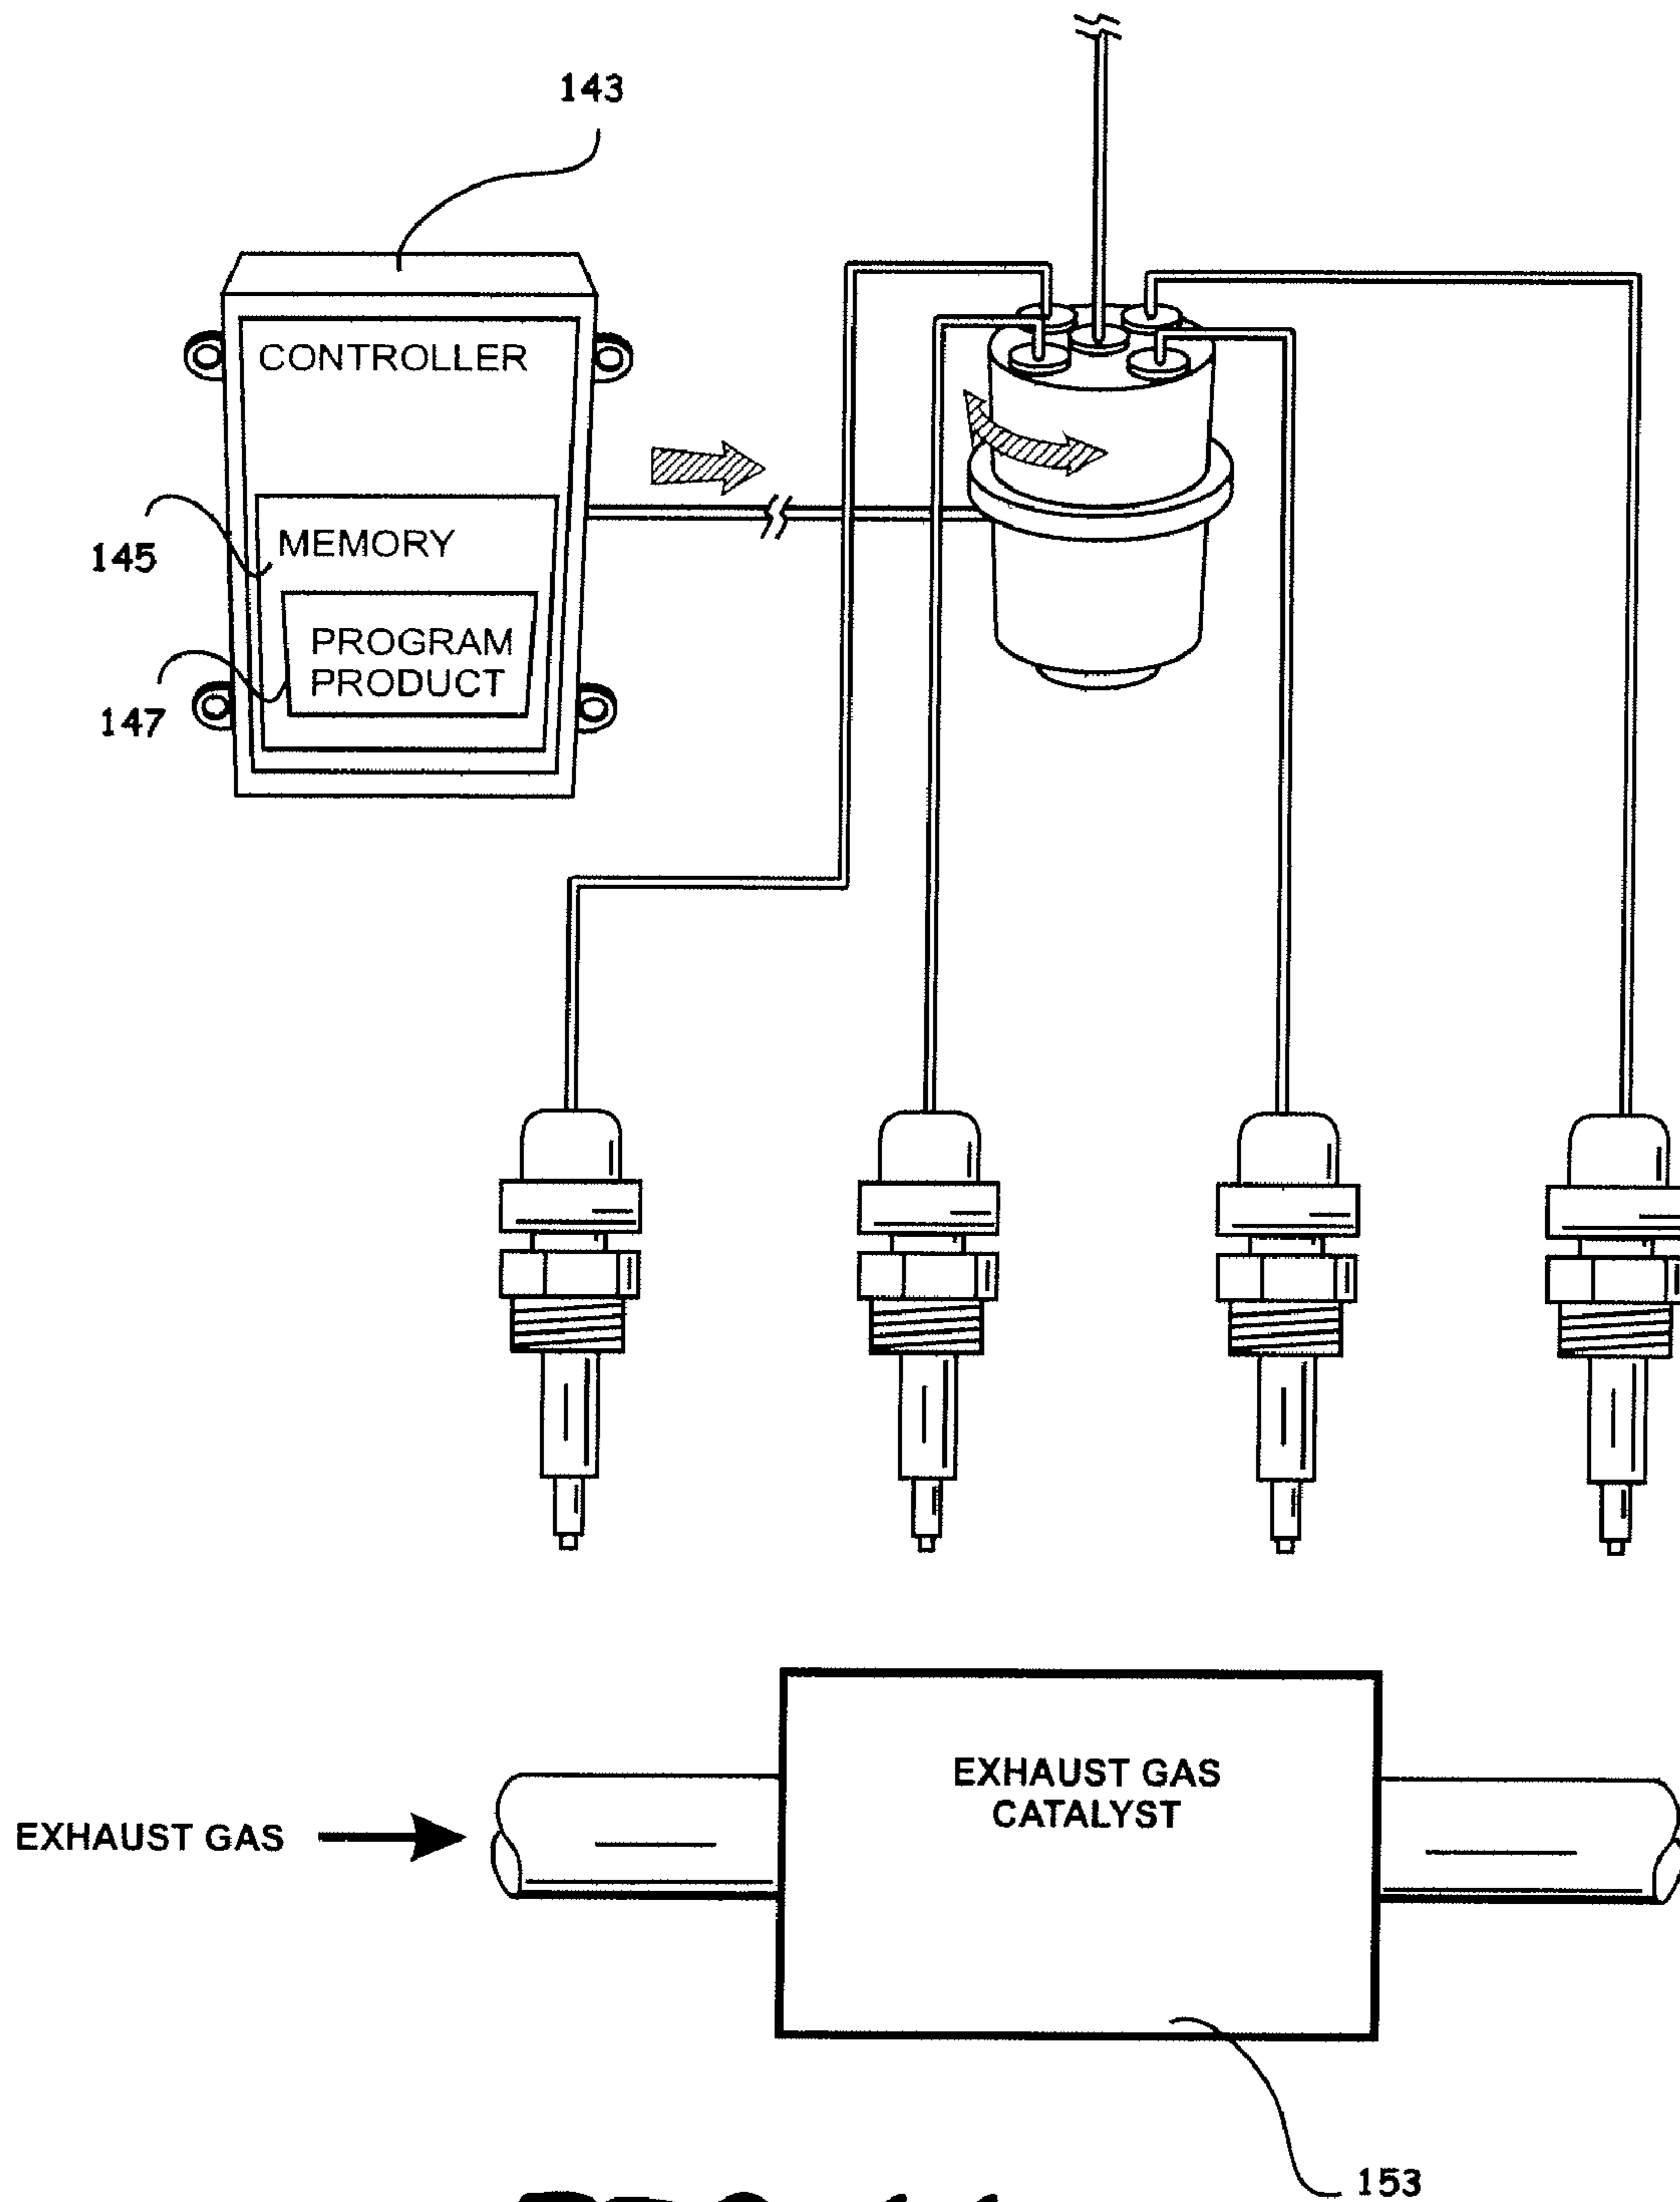 143
CONTROLLER
MEMORY
145
PROGRAM
PRODUCT
147
EXHAUST GAS
CATALYST
EXHAUST GAS
153